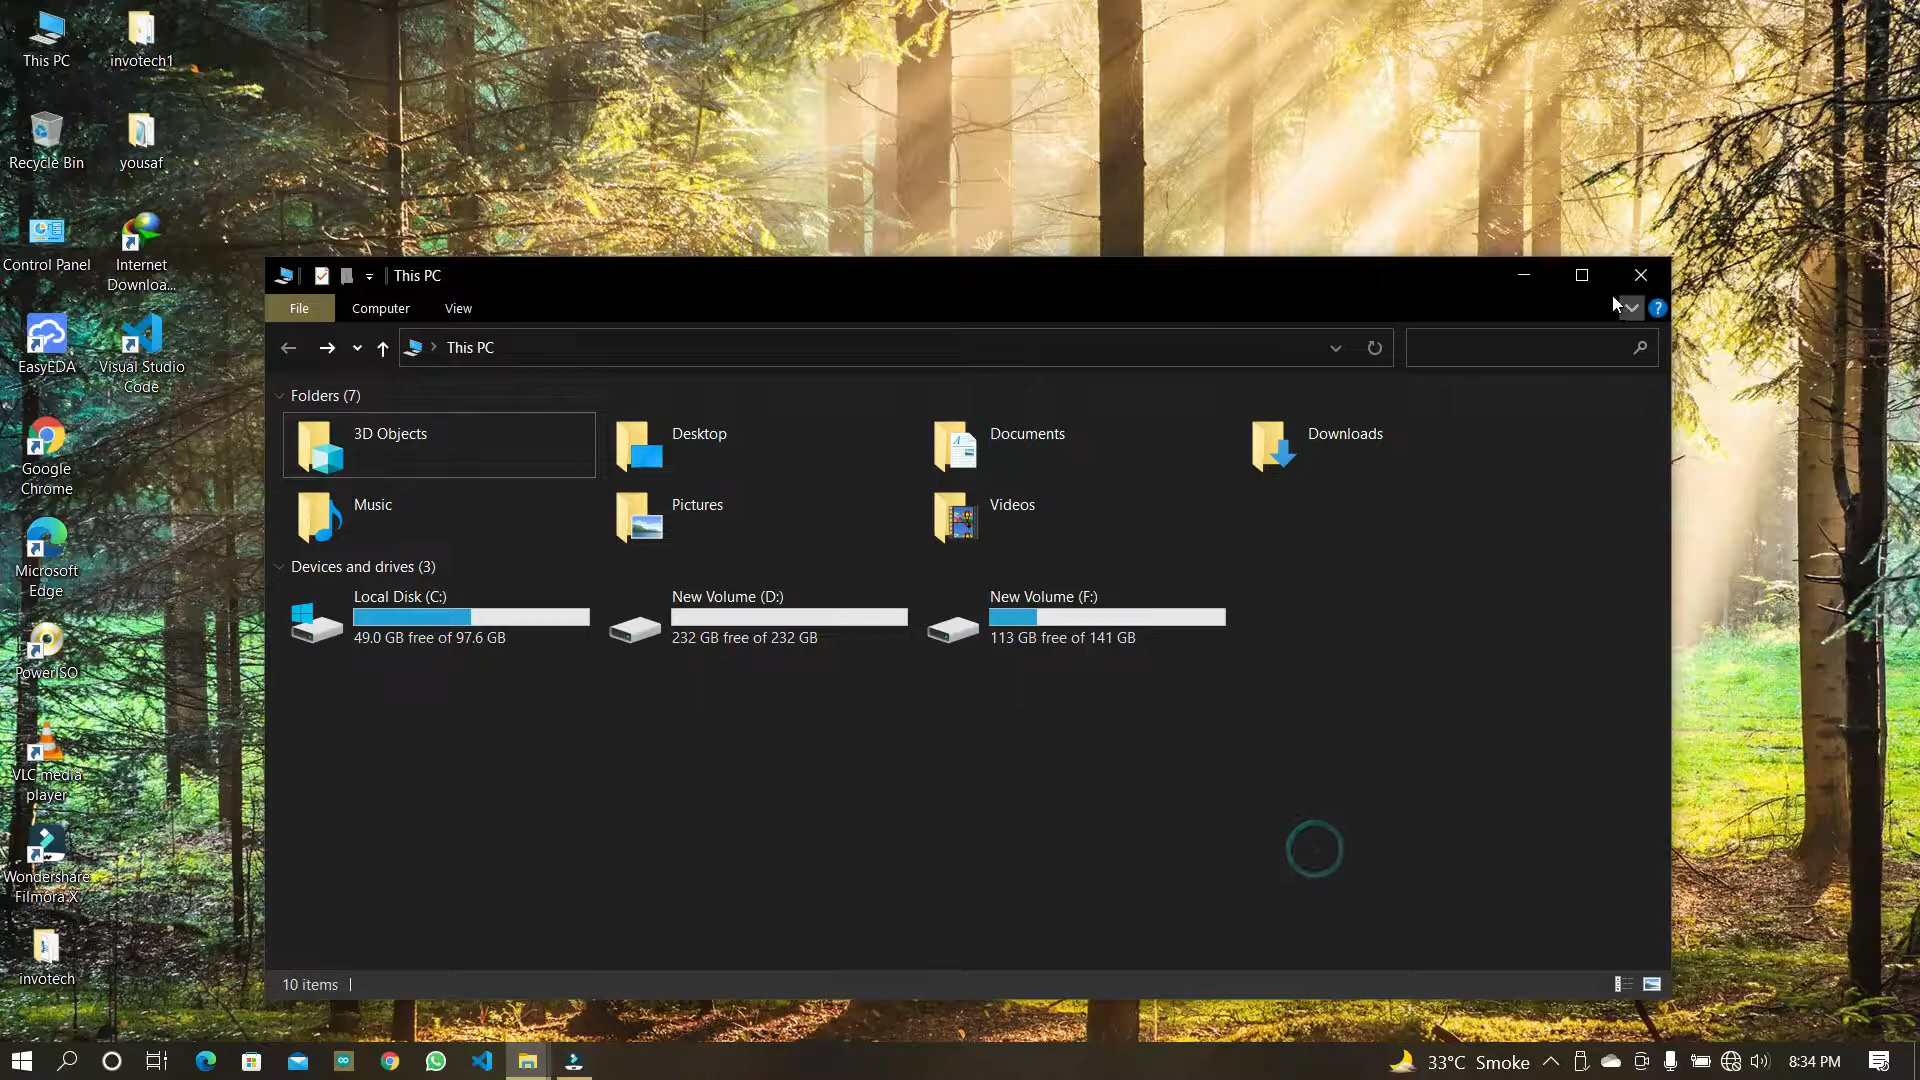 This PC
invotech1
Recycle Bin
yousaf
Control Panel
Internet
Downloa...
EasyEDA
Visual Studio
Code
Google
Chrome
Microsoft
Edge
PowerISO
VLC media
player
Wondershare
Filmora X
invotech
This PC
File
Computer
View
?
This PC
Folders (7)
3D Objects
Desktop
Documents
Downloads
Music
Pictures
Videos
Devices and drives (3)
Local Disk (C:)
49.0 GB free of 97.6 GB
New Volume (D:)
232 GB free of 232 GB
New Volume (F:)
113 GB free of 141 GB
10 items
33°C Smoke
8:34 PM